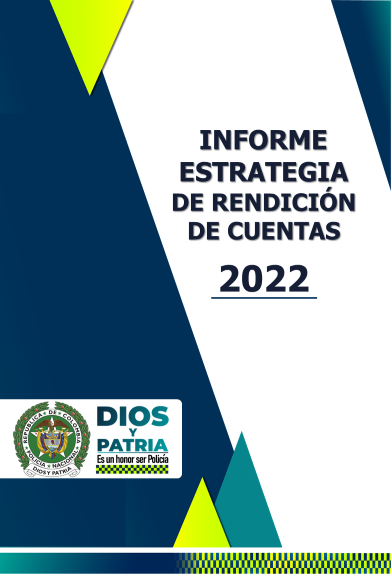 INFORME
ESTRATEGIA
DE RENDICIÓN
DE CUENTAS
2022
REPÚBLICA DE COLOMBIA
POLICÍA NACIONAL
DIOS Y PATRIA
DIOS
Y
PATRIA
Es un honor ser Policía